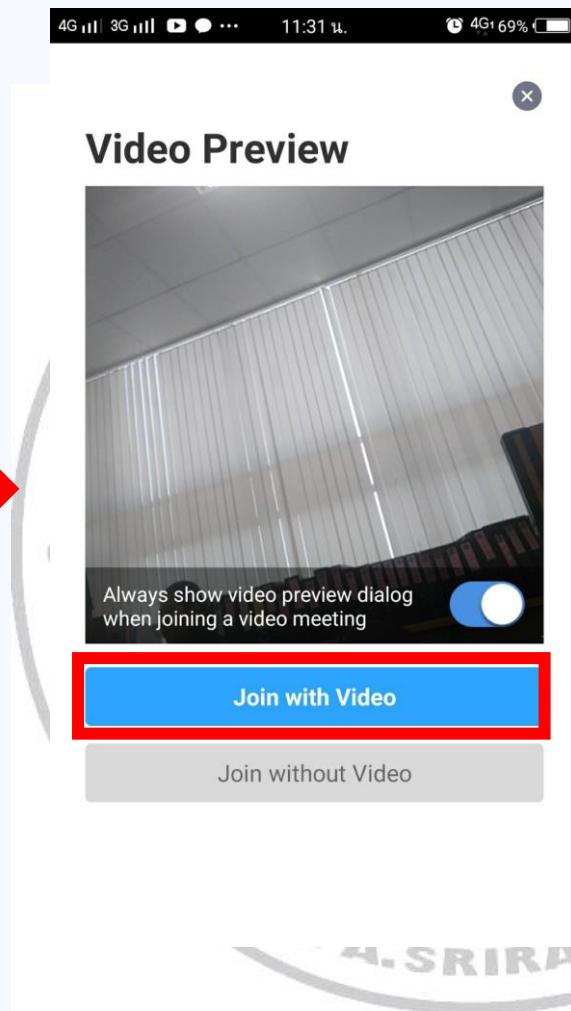 4G 3G ... 11:31 น. 4G1 69%
Video Preview
Always show video preview dialog
when joining a video meeting
Join with Video
Join without Video
A. SRIRA